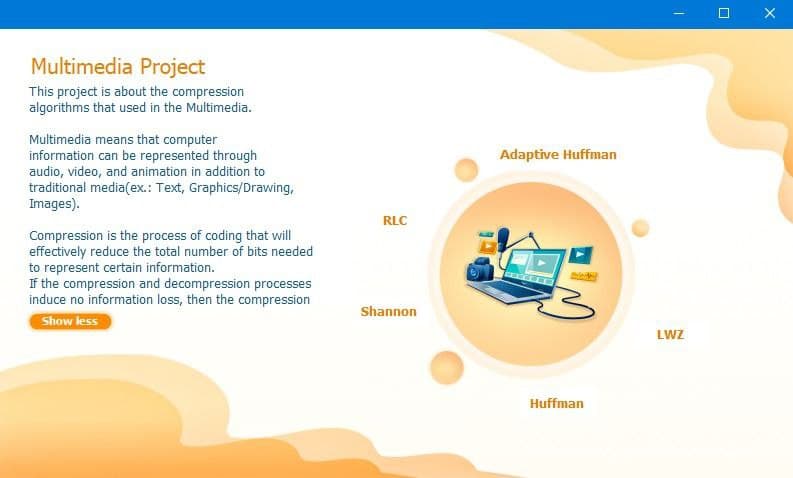 Multimedia Project
This project is about the compression
algorithms that used in the Multimedia.
Multimedia means that computer
information can be represented through
audio, video, and animation in addition to
traditional media(ex.: Text, Graphics/Drawing,
Images).
Compression is the process of coding that will
effectively reduce the total number of bits needed
to represent certain information.
If the compression and decompression processes
induce no information loss, then the compression
Show less
Adaptive Huffman
RLC
Shannon
LWZ
Huffman